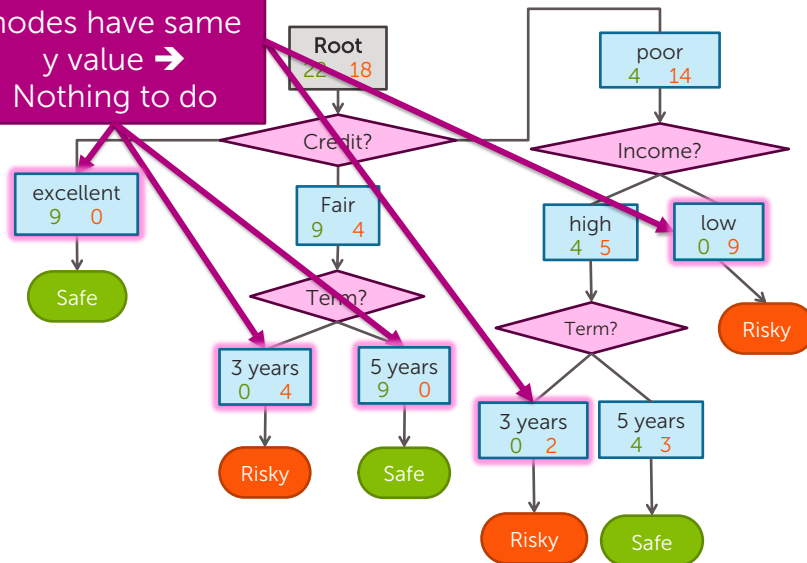 nodes have same
y value ➔
Nothing to do
Root
22 18
poor
4 14
Credit?
Income?
excellent
9 0
Fair
9 4
high
4 5
low
0 9
Safe
Term?
Term?
Risky
3 years
0 4
5 years
9 0
3 years
0 2
5 years
4 3
Risky
Safe
Risky
Safe